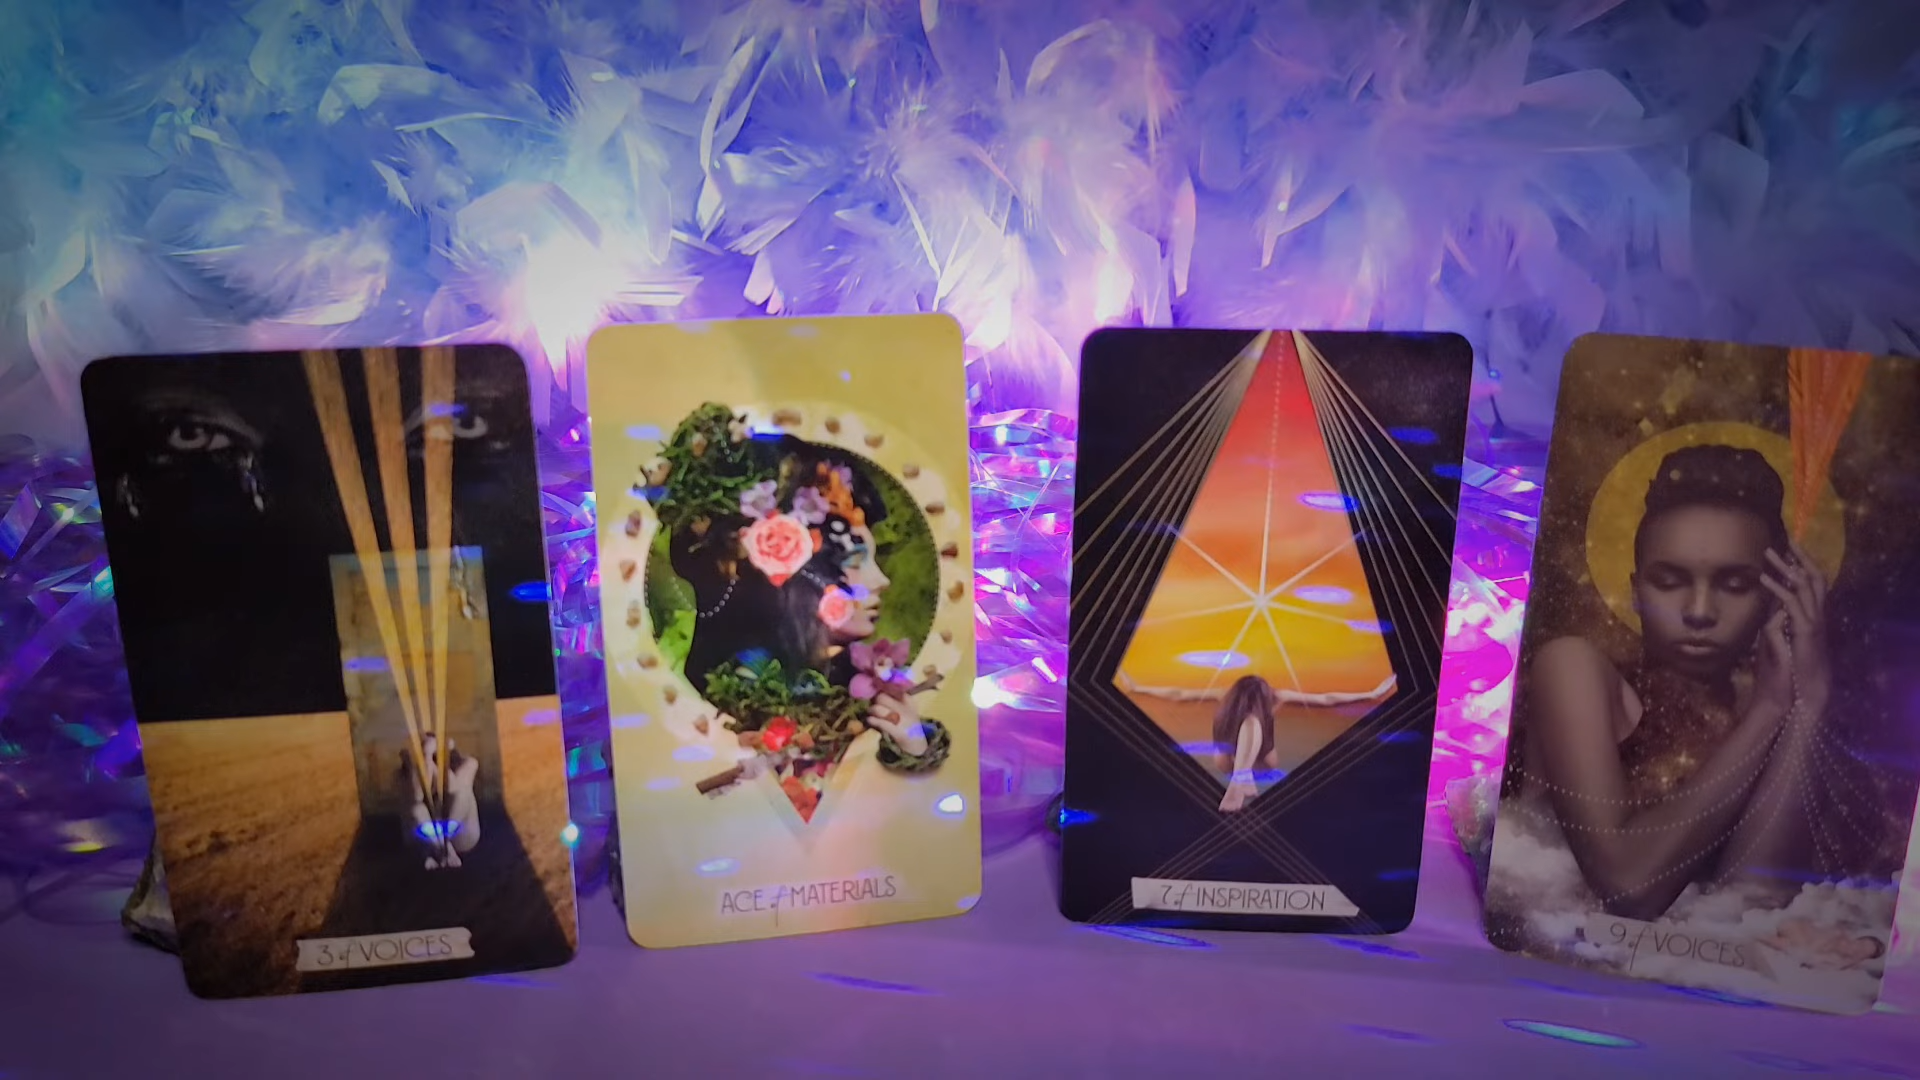 3 of VOICES
ACE of MATERIALS
7 of INSPIRATION
9 of VOICES